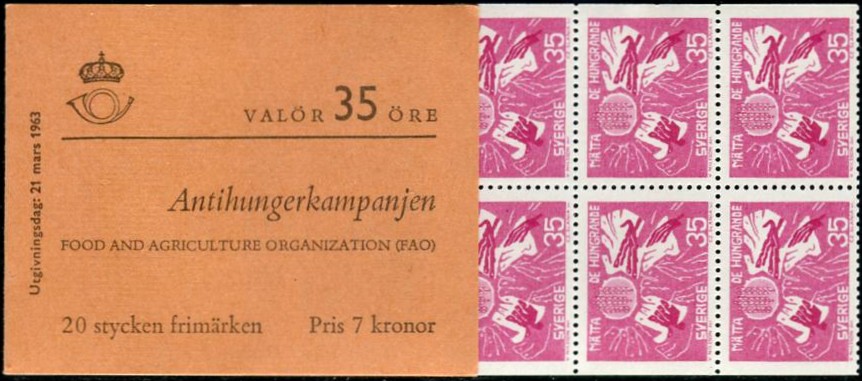 Utgivningsdag: 21 mars 1963
VALÖR 35 ÖRE
Antihungerkampanjen
FOOD AND AGRICULTURE ORGANIZATION (FAO)
20 stycken frimärken Pris 7 kronor
35
MÄTTA DE HUNGRANDE
SVERIGE 35
MÄTTA DE HUNGRANDE
SVERIGE 35
35
MÄTTA DE HUNGRANDE
SVERIGE 35
MÄTTA DE HUNGRANDE
SVERIGE 35